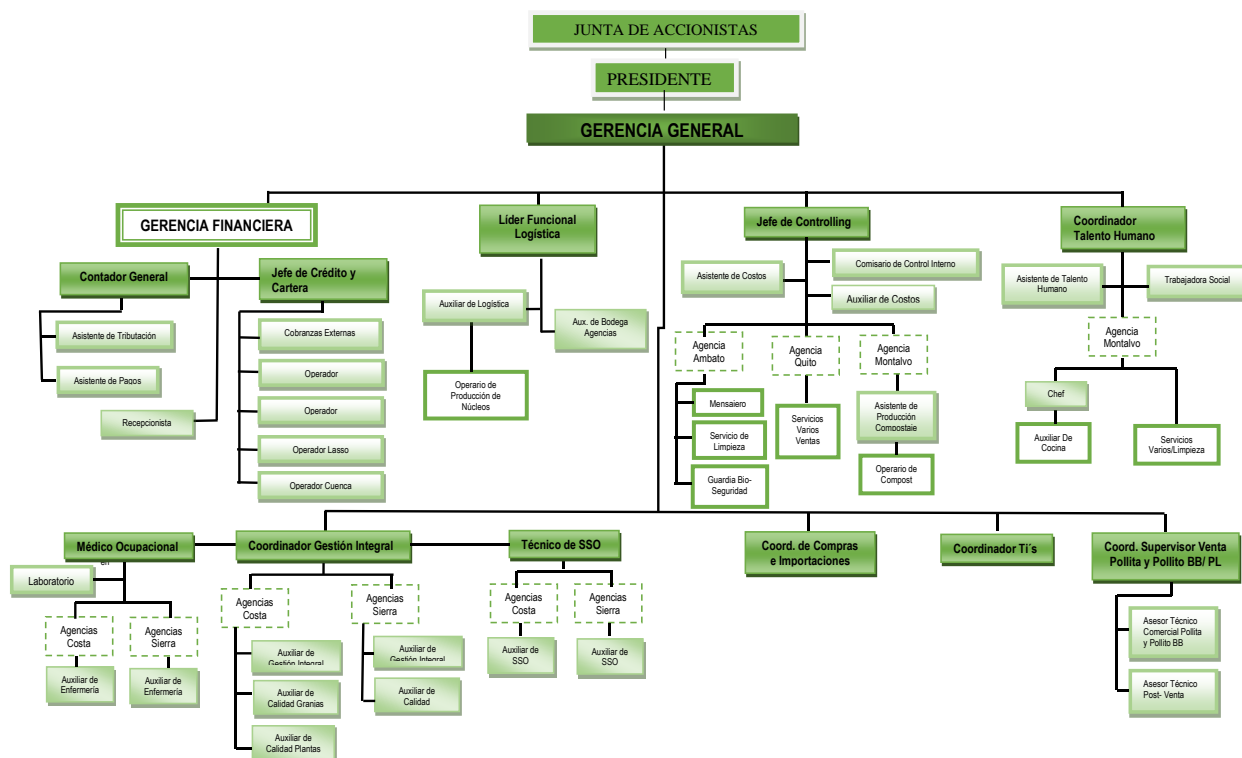 JUNTA DE ACCIONISTAS
PRESIDENTE
GERENCIA GENERAL
GERENCIA FINANCIERA
Líder Funcional
Logística
Jefe de Controlling
Coordinador
Talento Humano
Contador General
Jefe de Crédito y
Cartera
Asistente de Tributación
Asistente de Pagos
Recepcionista
Cobranzas Externas
Operador
Operador
Operador Lasso
Operador Cuenca
Auxiliar de Logística
Aux. de Bodega
Agencias
Operario de
Producción de
Núcleos
Asistente de Costos
Comisario de Control Interno
Auxiliar de Costos
Agencia
Ambato
Agencia
Quito
Agencia
Montalvo
Mensajero
Servicio de
Limpieza
Guardia Bio-
Seguridad
Servicios
Varios
Ventas
Asistente de
Producción
Compostaje
Operario de
Compost
Asistente de Talento
Humano
Trabajadora Social
Agencia
Montalvo
Chef
Auxiliar De
Cocina
Servicios
Varios/Limpieza
Médico Ocupacional
en
Coordinador Gestión Integral
Técnico de SSO
Coord. de Compras
e Importaciones
Coordinador Ti´s
Coord. Supervisor Venta
Pollita y Pollito BB/ PL
Laboratorio
Agencias
Costa
Agencias
Sierra
Auxiliar de
Enfermería
Auxiliar de
Enfermería
Agencias
Costa
Agencias
Sierra
Auxiliar de
Gestión Integral
Auxiliar de
Calidad Granjas
Auxiliar de
Calidad Plantas
Auxiliar de
Gestión Integral
Auxiliar de
Calidad
Agencias
Costa
Agencias
Sierra
Auxiliar de
SSO
Auxiliar de
SSO
Asesor Técnico
Comercial Pollita
y Pollito BB
Asesor Técnico
Post- Venta